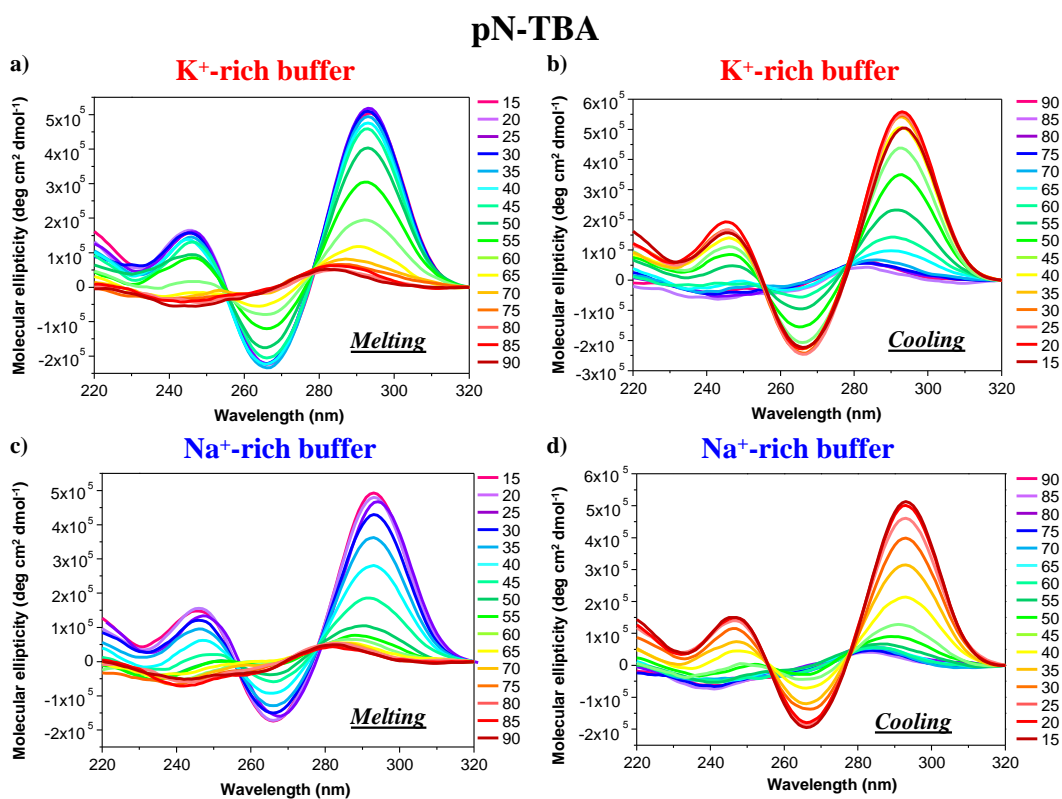 pN-TBA
a)
K⁺-rich buffer
Molecular ellipticity (deg cm² dmol⁻¹)
5x10⁵
4x10⁵
3x10⁵
2x10⁵
1x10⁵
0
-1x10⁵
-2x10⁵
220 240 260 280 300 320
Wavelength (nm)
Melting
15
20
25
30
35
40
45
50
55
60
65
70
75
80
85
90
b)
K⁺-rich buffer
Molecular ellipticity (deg cm² dmol⁻¹)
6x10⁵
5x10⁵
4x10⁵
3x10⁵
2x10⁵
1x10⁵
0
-1x10⁵
-2x10⁵
-3x10⁵
220 240 260 280 300 320
Wavelength (nm)
Cooling
90
85
80
75
70
65
60
55
50
45
40
35
30
25
20
15
c)
Na⁺-rich buffer
Molecular ellipticity (deg cm² dmol⁻¹)
5x10⁵
4x10⁵
3x10⁵
2x10⁵
1x10⁵
0
-1x10⁵
-2x10⁵
220 240 260 280 300 320
Wavelength (nm)
Melting
15
20
25
30
35
40
45
50
55
60
65
70
75
80
85
90
d)
Na⁺-rich buffer
Molecular ellipticity (deg cm² dmol⁻¹)
6x10⁵
5x10⁵
4x10⁵
3x10⁵
2x10⁵
1x10⁵
0
-1x10⁵
-2x10⁵
220 240 260 280 300 320
Wavelength (nm)
Cooling
90
85
80
75
70
65
60
55
50
45
40
35
30
25
20
15